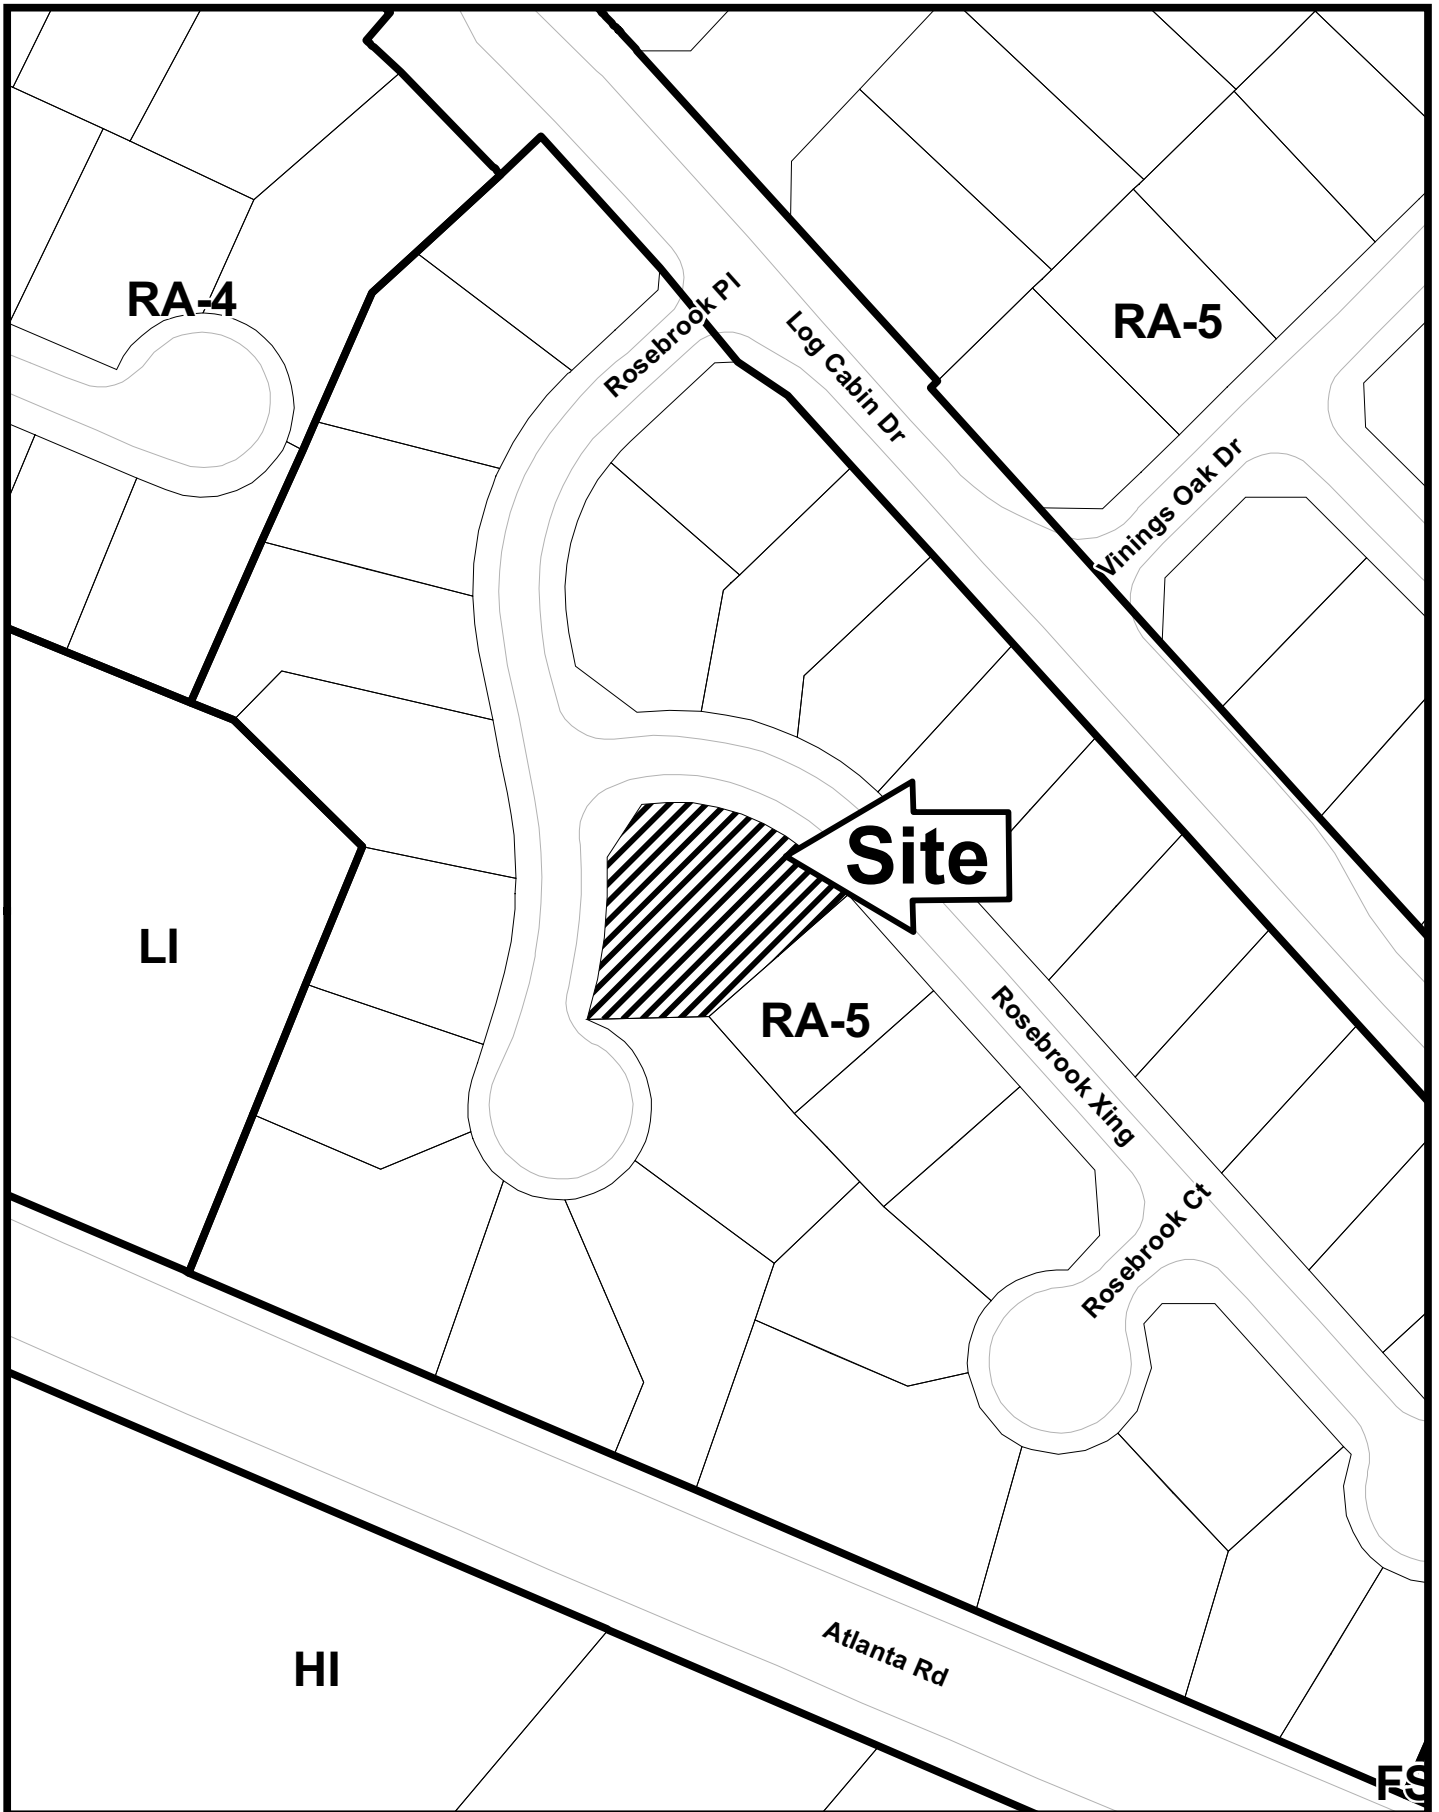 RA-4
Rosebrook Pl
Log Cabin Dr
RA-5
Vinings Oak Dr
Site
LI
RA-5
Rosebrook Xing
Rosebrook Ct
Atlanta Rd
HI
FS